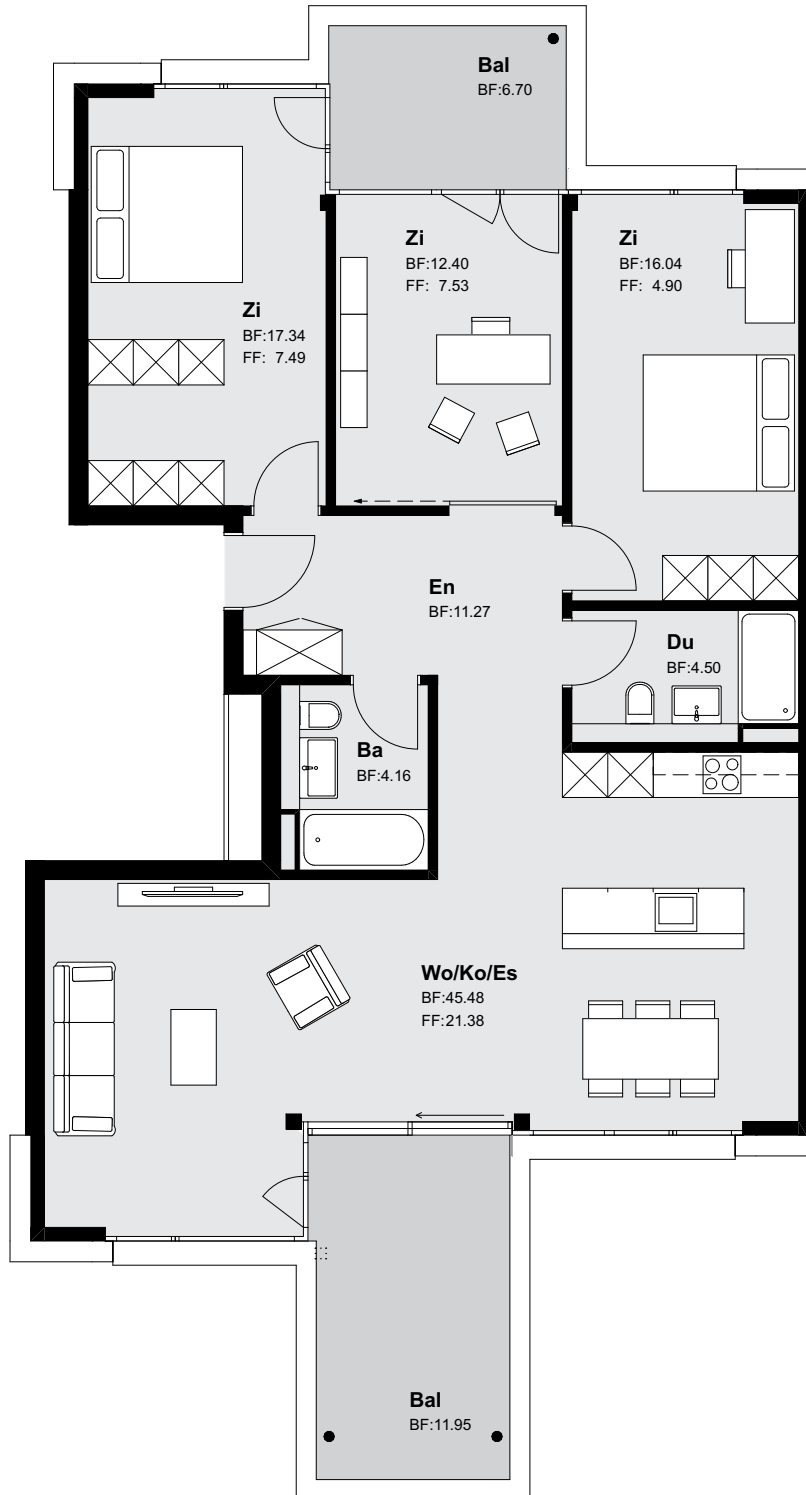 Bal
BF:6.70
Zi
BF:12.40
FF: 7.53
Zi
BF:16.04
FF: 4.90
Zi
BF:17.34
FF: 7.49
En
BF:11.27
Du
BF:4.50
Ba
BF:4.16
Wo/Ko/Es
BF:45.48
FF:21.38
Bal
BF:11.95